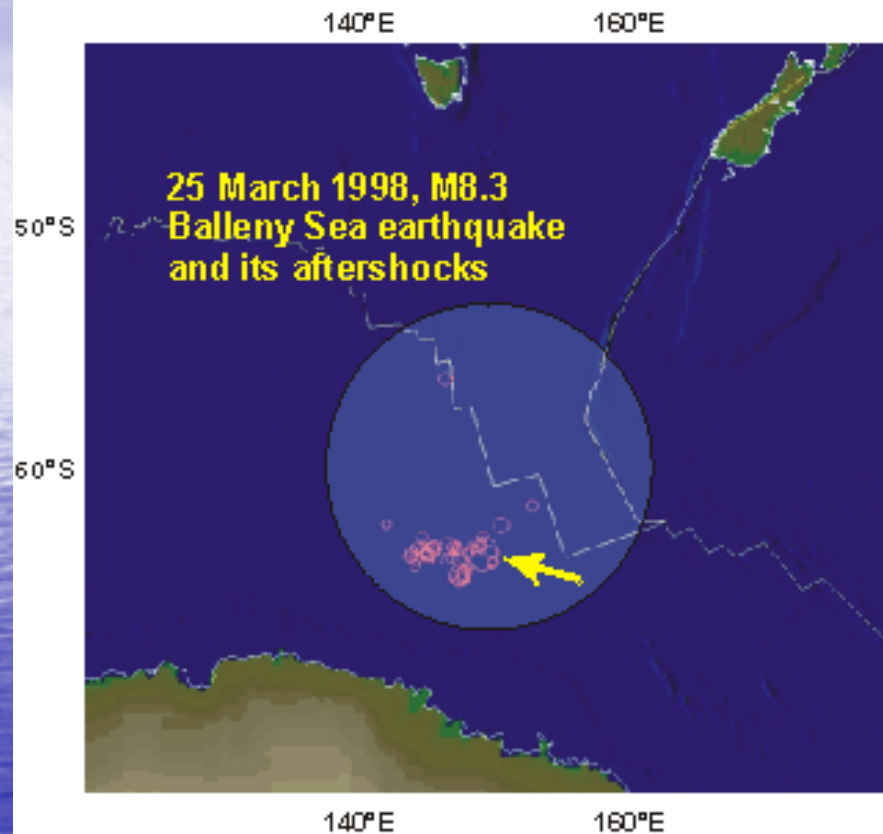 140°E 160°E
25 March 1998, M8.3
50°S
Balleny Sea earthquake
and its aftershocks
60°S
140°E 160°E